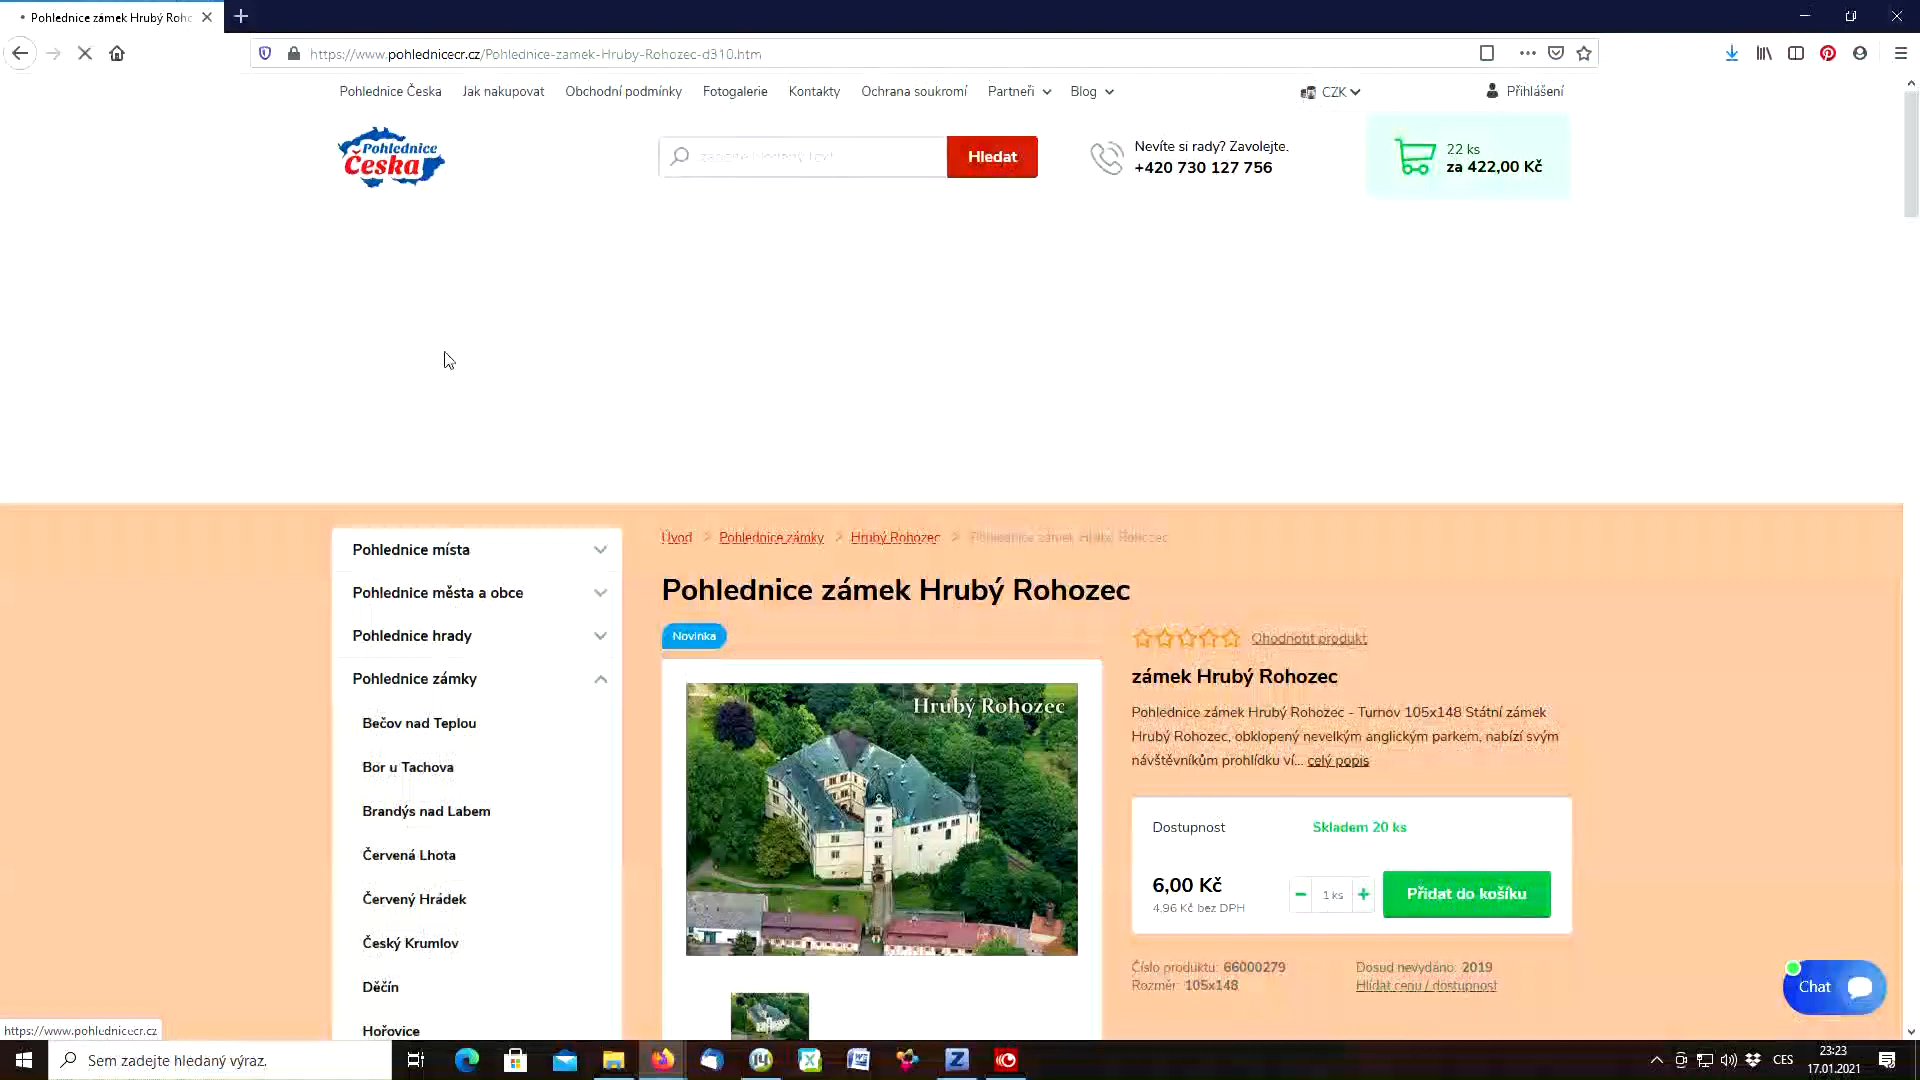 Pohlednice zámek Hrubý Roho
https://www.pohlednicecr.cz/Pohlednice-zamek-Hruby-Rohozec-d310.htm
Pohlednice Česka
Jak nakupovat
Obchodní podmínky
Fotogalerie
Kontakty
Ochrana soukromí
Partneři
Blog
CZK
Přihlášení
Pohlednice
Česka
Hledat
Nevíte si rady? Zavolejte.
+420 730 127 756
22 ks
za 422,00 Kč
Úvod > Pohlednice zámky > Hrubý Rohozec > Pohlednice zámek Hrubý Rohozec
Pohlednice místa
Pohlednice města a obce
Pohlednice hrady
Pohlednice zámky
Bečov nad Teplou
Bor u Tachova
Brandýs nad Labem
Červená Lhota
Červený Hrádek
Český Krumlov
Děčín
Hořovice
Pohlednice zámek Hrubý Rohozec
Novinka
Hrubý Rohozec
Ohodnotit produkt
zámek Hrubý Rohozec
Pohlednice zámek Hrubý Rohozec - Turnov 105x148 Státní zámek
Hrubý Rohozec, obklopený nevelkým anglickým parkem, nabízí svým
návštěvníkům prohlídku ví... celý popis
Dostupnost
Skladem 20 ks
6,00 Kč
4,96 Kč bez DPH
1 ks
Přidat do košíku
Číslo produktu: 66000279
Rozměr: 105x148
Dosud nevydáno: 2019
Hlídat cenu / dostupnost
Chat
https://www.pohlednicecr.cz
Sem zadejte hledaný výraz.
CES
23:23
17.01.2021